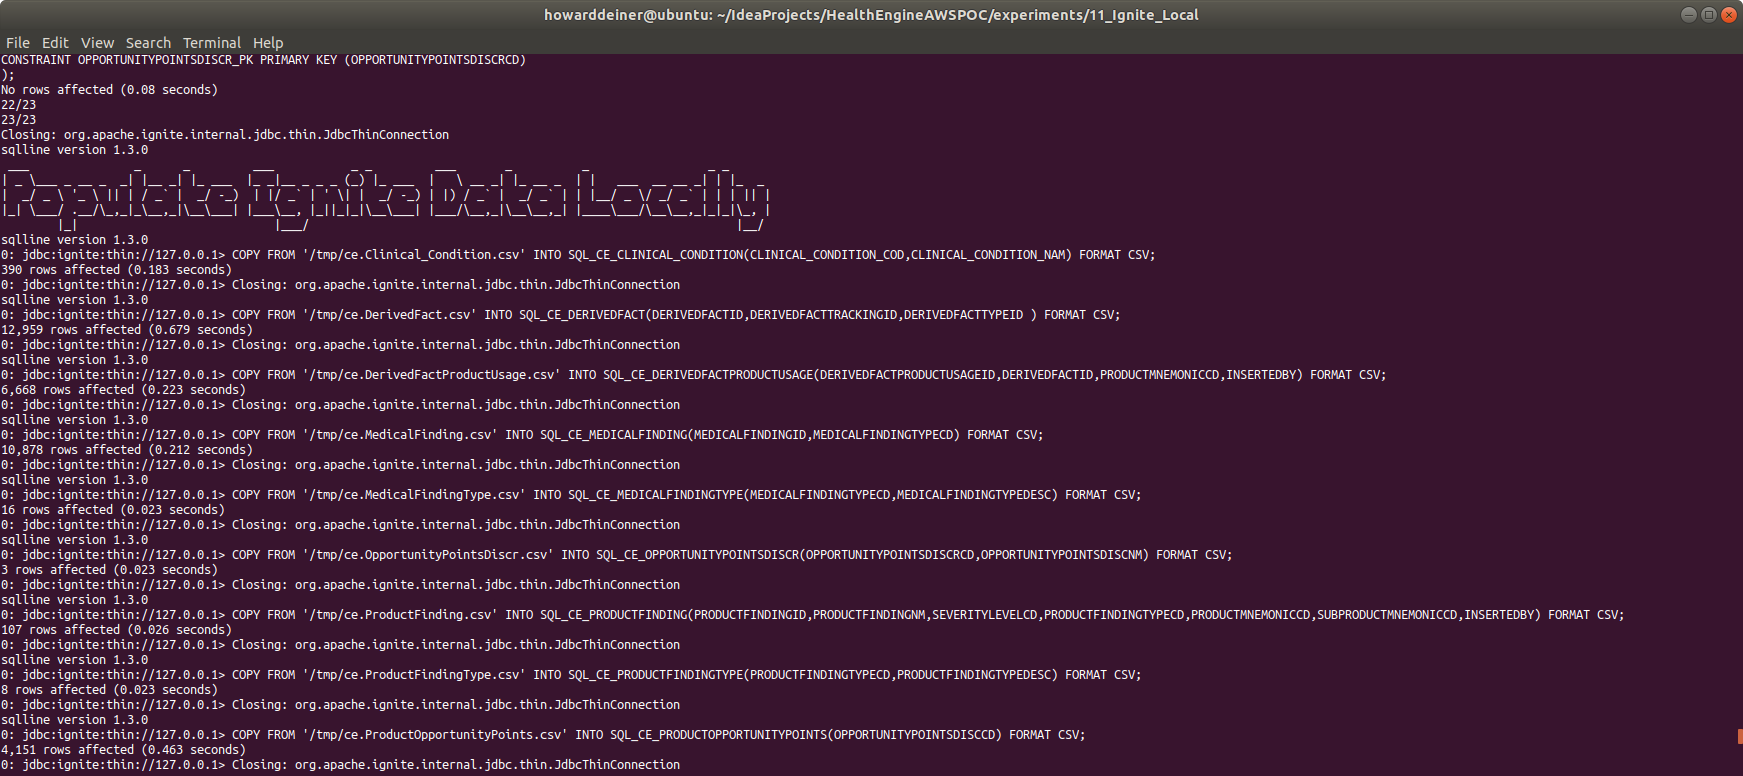 howarddeiner@ubuntu: ~/IdeaProjects/HealthEngineAWSPOC/experiments/11_Ignite_Local
File Edit View Search Terminal Help
CONSTRAINT OPPORTUNITYPOINTSDISCR_PK PRIMARY KEY (OPPORTUNITYPOINTSDISCRCD)
);
No rows affected (0.08 seconds)
22/23
23/23
Closing: org.apache.ignite.internal.jdbc.thin.JdbcThinConnection
sqlline version 1.3.0
Populate Ignite Data Locally
sqlline version 1.3.0
0: jdbc:ignite:thin://127.0.0.1> COPY FROM '/tmp/ce.Clinical_Condition.csv' INTO SQL_CE_CLINICAL_CONDITION(CLINICAL_CONDITION_COD,CLINICAL_CONDITION_NAM) FORMAT CSV;
390 rows affected (0.183 seconds)
0: jdbc:ignite:thin://127.0.0.1> Closing: org.apache.ignite.internal.jdbc.thin.JdbcThinConnection
sqlline version 1.3.0
0: jdbc:ignite:thin://127.0.0.1> COPY FROM '/tmp/ce.DerivedFact.csv' INTO SQL_CE_DERIVEDFACT(DERIVEDFACTID,DERIVEDFACTTRACKINGID,DERIVEDFACTTYPEID ) FORMAT CSV;
12,959 rows affected (0.679 seconds)
0: jdbc:ignite:thin://127.0.0.1> Closing: org.apache.ignite.internal.jdbc.thin.JdbcThinConnection
sqlline version 1.3.0
0: jdbc:ignite:thin://127.0.0.1> COPY FROM '/tmp/ce.DerivedFactProductUsage.csv' INTO SQL_CE_DERIVEDFACTPRODUCTUSAGE(DERIVEDFACTPRODUCTUSAGEID,DERIVEDFACTID,PRODUCTMNEMONICCD,INSERTEDBY) FORMAT CSV;
6,668 rows affected (0.223 seconds)
0: jdbc:ignite:thin://127.0.0.1> Closing: org.apache.ignite.internal.jdbc.thin.JdbcThinConnection
sqlline version 1.3.0
0: jdbc:ignite:thin://127.0.0.1> COPY FROM '/tmp/ce.MedicalFinding.csv' INTO SQL_CE_MEDICALFINDING(MEDICALFINDINGID,MEDICALFINDINGTYPECD) FORMAT CSV;
10,878 rows affected (0.212 seconds)
0: jdbc:ignite:thin://127.0.0.1> Closing: org.apache.ignite.internal.jdbc.thin.JdbcThinConnection
sqlline version 1.3.0
0: jdbc:ignite:thin://127.0.0.1> COPY FROM '/tmp/ce.MedicalFindingType.csv' INTO SQL_CE_MEDICALFINDINGTYPE(MEDICALFINDINGTYPECD,MEDICALFINDINGTYPEDESC) FORMAT CSV;
16 rows affected (0.023 seconds)
0: jdbc:ignite:thin://127.0.0.1> Closing: org.apache.ignite.internal.jdbc.thin.JdbcThinConnection
sqlline version 1.3.0
0: jdbc:ignite:thin://127.0.0.1> COPY FROM '/tmp/ce.OpportunityPointsDiscr.csv' INTO SQL_CE_OPPORTUNITYPOINTSDISCR(OPPORTUNITYPOINTSDISCRCD,OPPORTUNITYPOINTSDISCNM) FORMAT CSV;
3 rows affected (0.023 seconds)
0: jdbc:ignite:thin://127.0.0.1> Closing: org.apache.ignite.internal.jdbc.thin.JdbcThinConnection
sqlline version 1.3.0
0: jdbc:ignite:thin://127.0.0.1> COPY FROM '/tmp/ce.ProductFinding.csv' INTO SQL_CE_PRODUCTFINDING(PRODUCTFINDINGID,PRODUCTFINDINGNM,SEVERITYLEVELCD,PRODUCTFINDINGTYPECD,PRODUCTMNEMONICCD,SUBPRODUCTMNEMONICCD,INSERTEDBY) FORMAT CSV;
107 rows affected (0.026 seconds)
0: jdbc:ignite:thin://127.0.0.1> Closing: org.apache.ignite.internal.jdbc.thin.JdbcThinConnection
sqlline version 1.3.0
0: jdbc:ignite:thin://127.0.0.1> COPY FROM '/tmp/ce.ProductFindingType.csv' INTO SQL_CE_PRODUCTFINDINGTYPE(PRODUCTFINDINGTYPECD,PRODUCTFINDINGTYPEDESC) FORMAT CSV;
8 rows affected (0.023 seconds)
0: jdbc:ignite:thin://127.0.0.1> Closing: org.apache.ignite.internal.jdbc.thin.JdbcThinConnection
sqlline version 1.3.0
0: jdbc:ignite:thin://127.0.0.1> COPY FROM '/tmp/ce.ProductOpportunityPoints.csv' INTO SQL_CE_PRODUCTOPPORTUNITYPOINTS(OPPORTUNITYPOINTSDISCCD) FORMAT CSV;
4,151 rows affected (0.463 seconds)
0: jdbc:ignite:thin://127.0.0.1> Closing: org.apache.ignite.internal.jdbc.thin.JdbcThinConnection